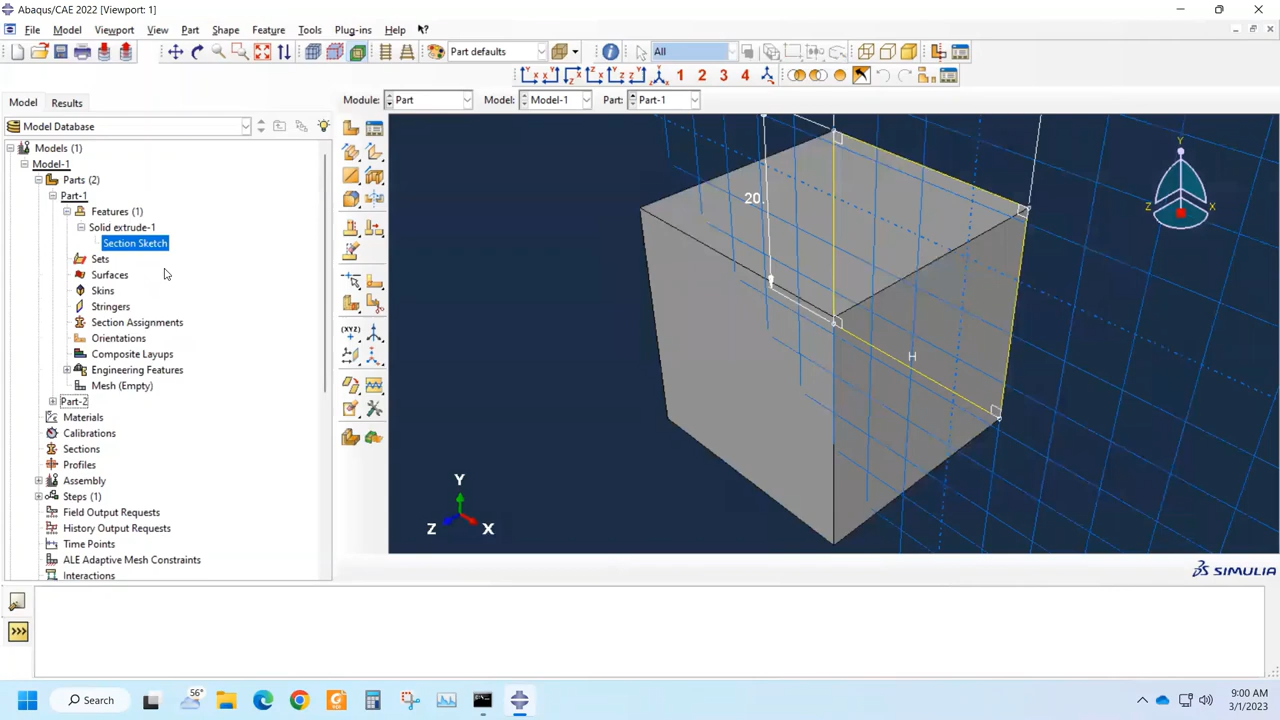 Abaqus/CAE 2022 [Viewport: 1]
File Model Viewport View Part Shape Feature Tools Plug-ins Help
Part defaults
All
1 2 3 4
Model Results
Module: Part Model: Model-1 Part: Part-1
Model Database
Models (1)
Model-1
Parts (2)
Part-1
Features (1)
Solid extrude-1
Section Sketch
Sets
Surfaces
Skins
Stringers
Section Assignments
Orientations
Composite Layups
Engineering Features
Mesh (Empty)
Part-2
Materials
Calibrations
Sections
Profiles
Assembly
Steps (1)
Field Output Requests
History Output Requests
Time Points
ALE Adaptive Mesh Constraints
Interactions
(XYZ)
20.
H
Y
Z
X
Y
Z
X
SIMULIA
>>>
56°
Search
9:00 AM
3/1/2023